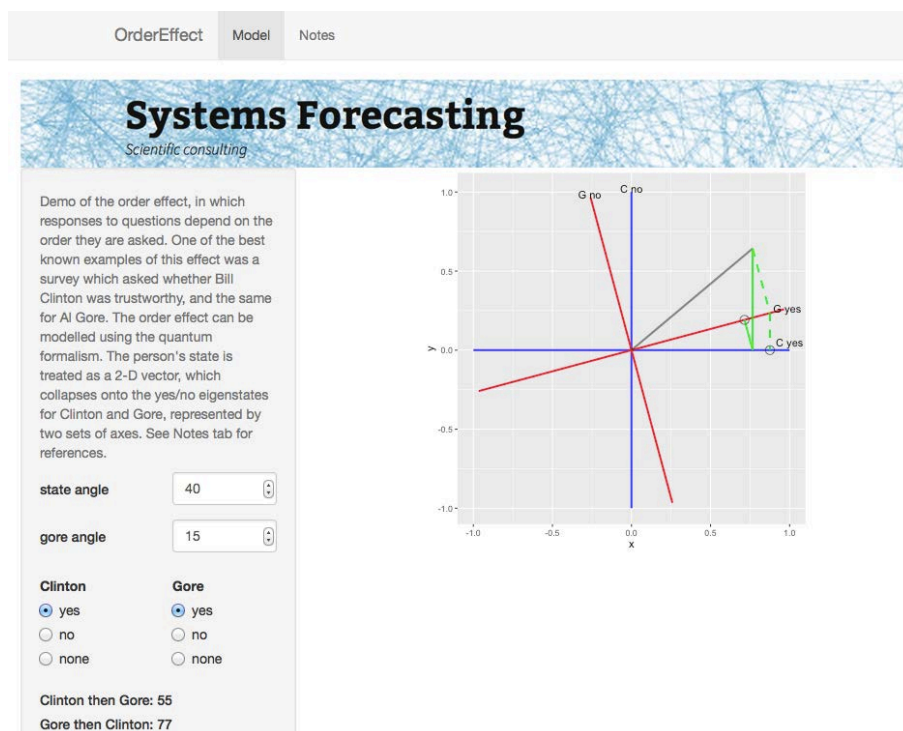 OrderEffect Model Notes
Systems Forecasting
Scientific consulting
Demo of the order effect, in which
responses to questions depend on the
order they are asked. One of the best
known examples of this effect was a
survey which asked whether Bill
Clinton was trustworthy, and the same
for Al Gore. The order effect can be
modelled using the quantum
formalism. The person's state is
treated as a 2-D vector, which
collapses onto the yes/no eigenstates
for Clinton and Gore, represented by
two sets of axes. See Notes tab for
references.
state angle 40
gore angle 15
Clinton Gore
yes yes
no no
none none
Clinton then Gore: 55
Gore then Clinton: 77
G no C no
G yes
C yes
1.0
0.5
0.0
-0.5
-1.0
y
-1.0 -0.5 0.0 0.5 1.0
x